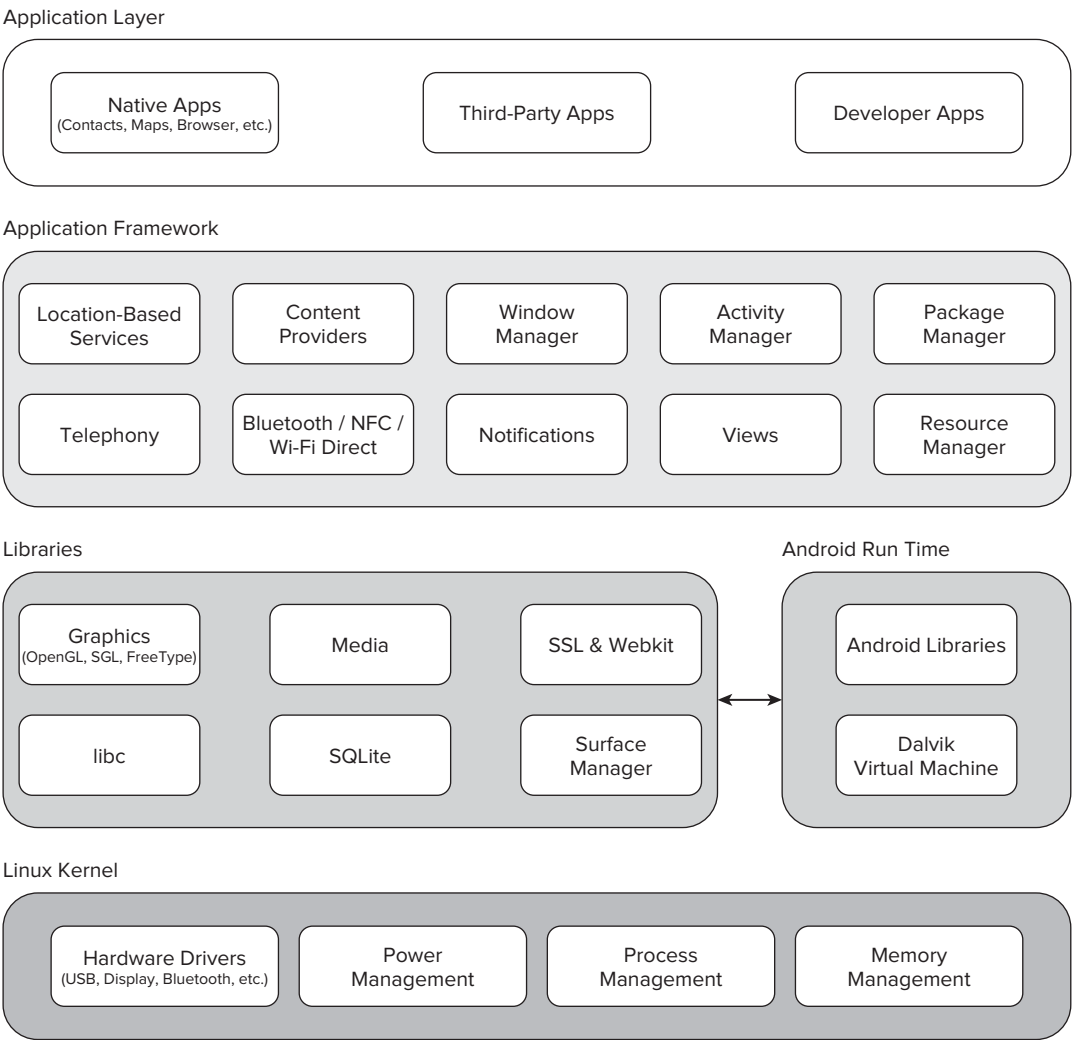 Application Layer
Native Apps
(Contacts, Maps, Browser, etc.)
Third-Party Apps
Developer Apps
Application Framework
Location-Based
Services
Content
Providers
Window
Manager
Activity
Manager
Package
Manager
Telephony
Bluetooth / NFC /
Wi-Fi Direct
Notifications
Views
Resource
Manager
Libraries
Graphics
(OpenGL, SGL, FreeType)
Media
SSL & Webkit
libc
SQLite
Surface
Manager
Android Run Time
Android Libraries
Dalvik
Virtual Machine
Linux Kernel
Hardware Drivers
(USB, Display, Bluetooth, etc.)
Power
Management
Process
Management
Memory
Management